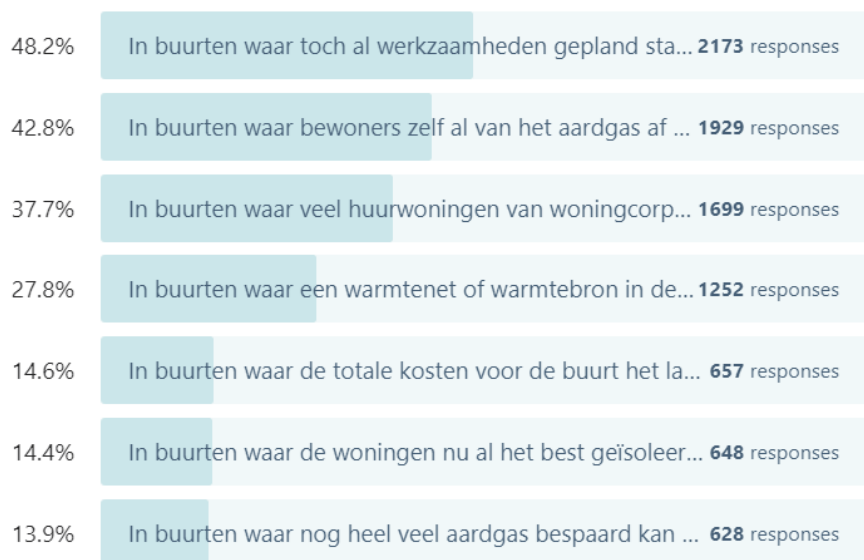 48.2% In buurten waar toch al werkzaamheden gepland sta... 2173 responses
42.8% In buurten waar bewoners zelf al van het aardgas af ... 1929 responses
37.7% In buurten waar veel huurwoningen van woningcorp... 1699 responses
27.8% In buurten waar een warmtenet of warmtebron in de... 1252 responses
14.6% In buurten waar de totale kosten voor de buurt het la... 657 responses
14.4% In buurten waar de woningen nu al het best geïsoleer... 648 responses
13.9% In buurten waar nog heel veel aardgas bespaard kan ... 628 responses